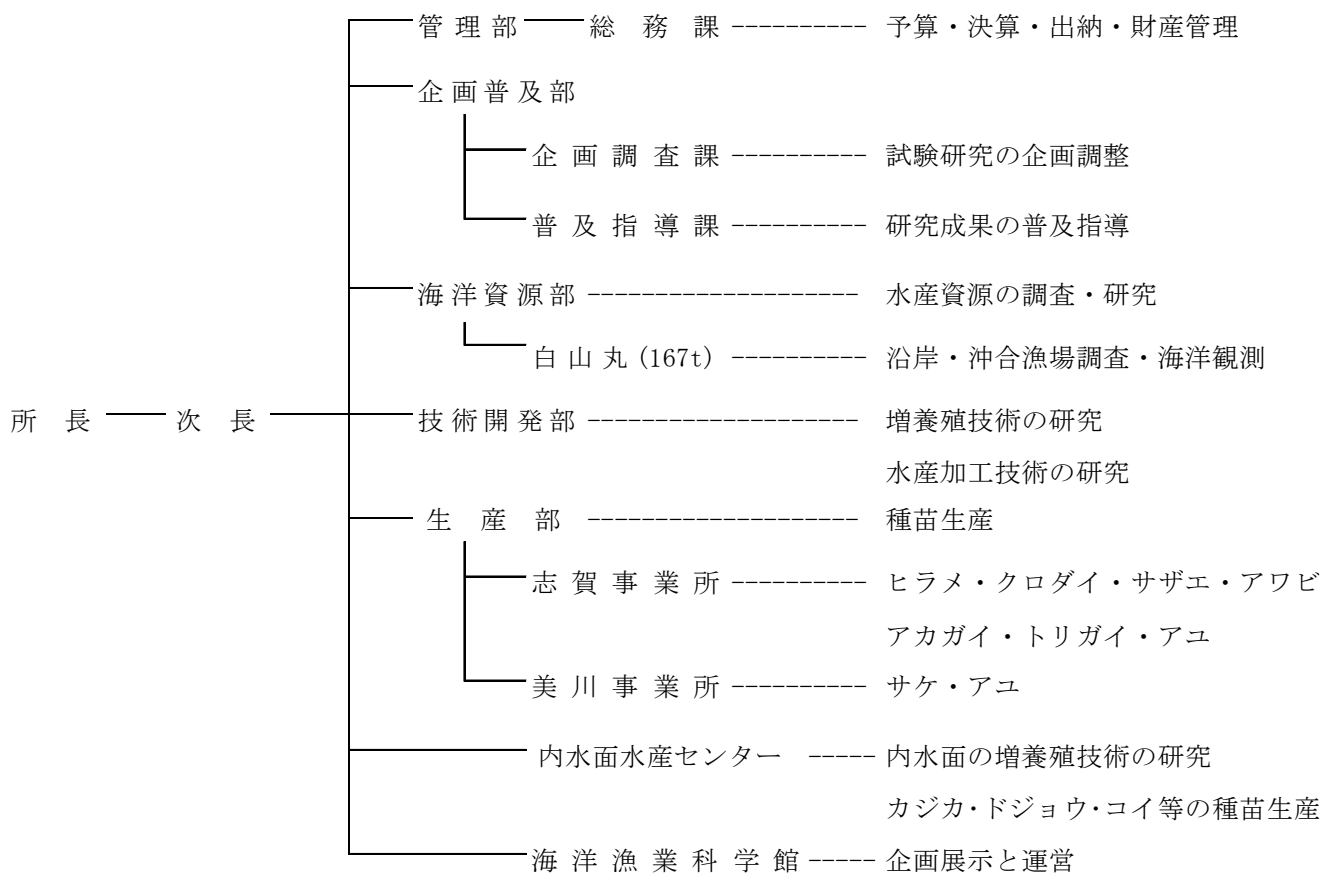 管理部 総務課 ---------- 予算・決算・出納・財産管理
企画普及部
企画調査課 ---------- 試験研究の企画調整
普及指導課 ---------- 研究成果の普及指導
海洋資源部 -------------------- 水産資源の調査・研究
白山丸(167t) ---------- 沿岸・沖合漁場調査・海洋観測
所長 次長 技術開発部 -------------------- 増養殖技術の研究
水産加工技術の研究
生産部 -------------------- 種苗生産
志賀事業所 ---------- ヒラメ・クロダイ・サザエ・アワビ
アカガイ・トリガイ・アユ
美川事業所 ---------- サケ・アユ
内水面水産センター ----- 内水面の増養殖技術の研究
カジカ・ドジョウ・コイ等の種苗生産
海洋漁業科学館 ----- 企画展示と運営